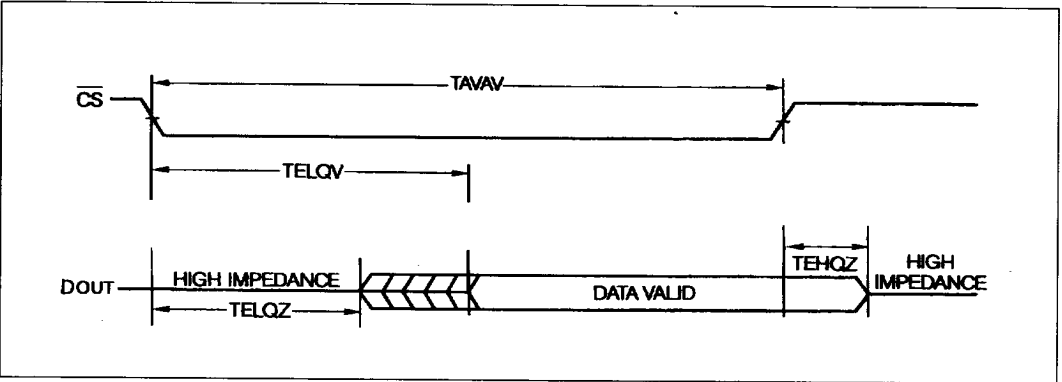 TAVAV
CS
TELQV
TEHQZ
HIGH IMPEDANCE
DOUT
HIGH IMPEDANCE
DATA VALID
TELQZ